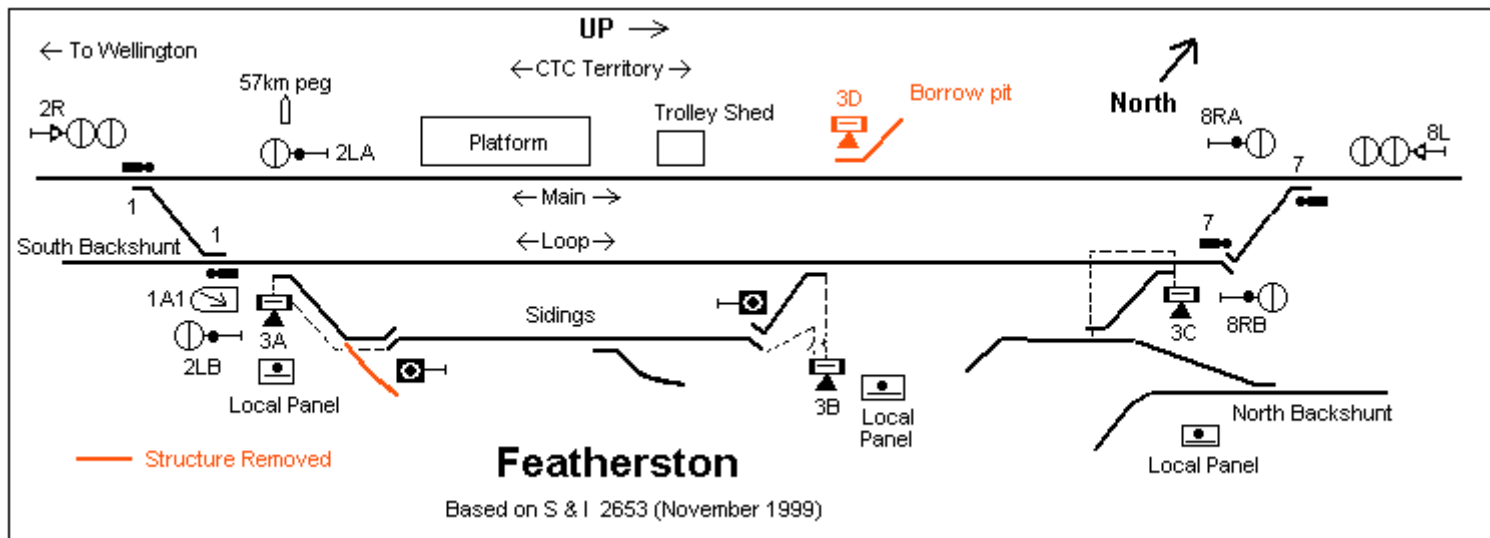 UP →
← To Wellington
← CTC Territory →
57km peg
North
2R
2LA
Platform
Trolley Shed
3D
Borrow pit
8RA
8L
7
← Main →
1
1
7
South Backshunt
← Loop →
1A1
3A
Sidings
3C
8RB
2LB
Local Panel
3B
Local
Panel
North Backshunt
Local Panel
Structure Removed
Featherston
Based on S & I 2653 (November 1999)